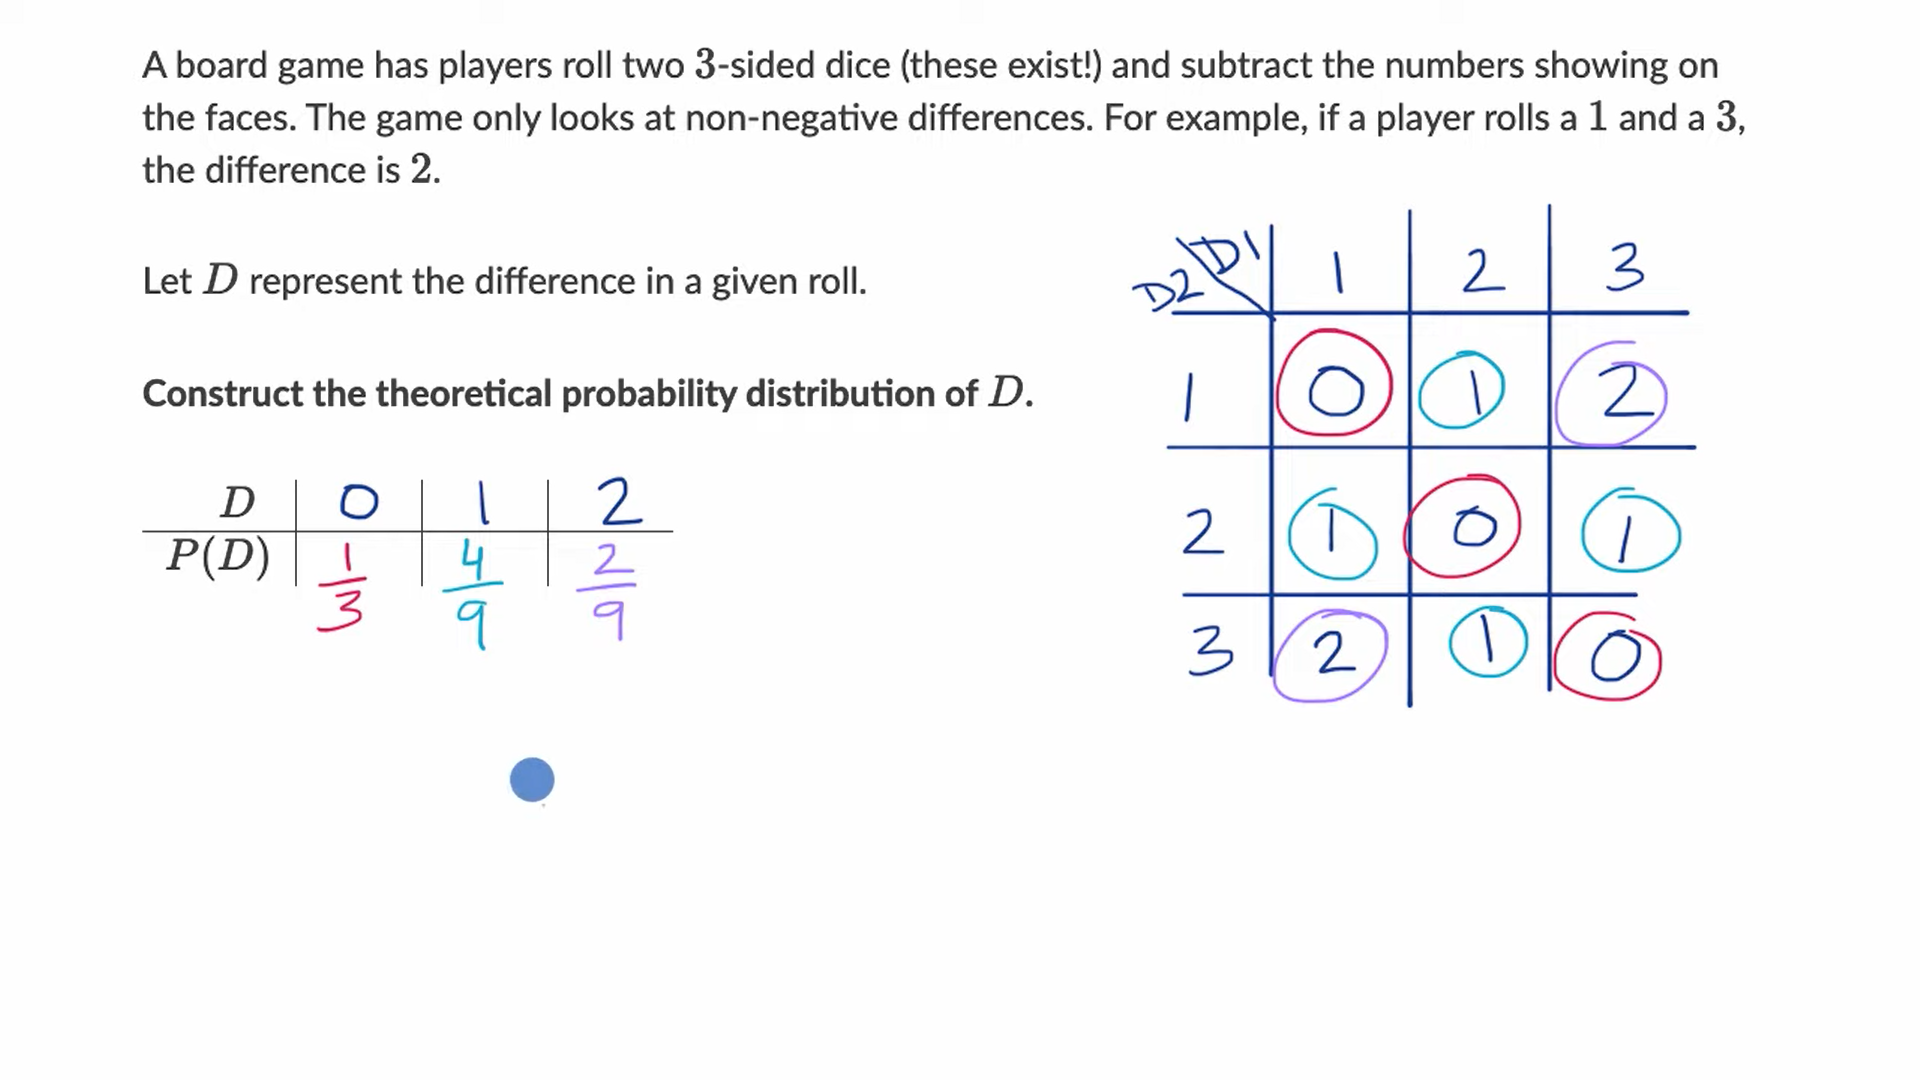 A board game has players roll two 3-sided dice (these exist!) and subtract the numbers showing on
the faces. The game only looks at non-negative differences. For example, if a player rolls a 1 and a 3,
the difference is 2.
Let D represent the difference in a given roll.
Construct the theoretical probability distribution of D.
D 0 1 2
P(D) 1/3 4/9 2/9
D2 D1 1 2 3
1 0 1 2
2 1 0 1
3 2 1 0